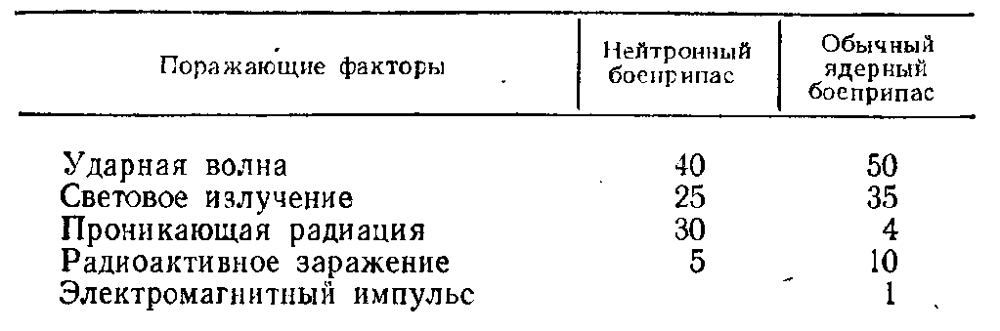 Поражающие факторы
Нейтронный
боеприпас
Обычный
ядерный
боеприпас
Ударная волна 40 50
Световое излучение 25 35
Проникающая радиация 30 4
Радиоактивное заражение 5 10
Электромагнитный импульс 1